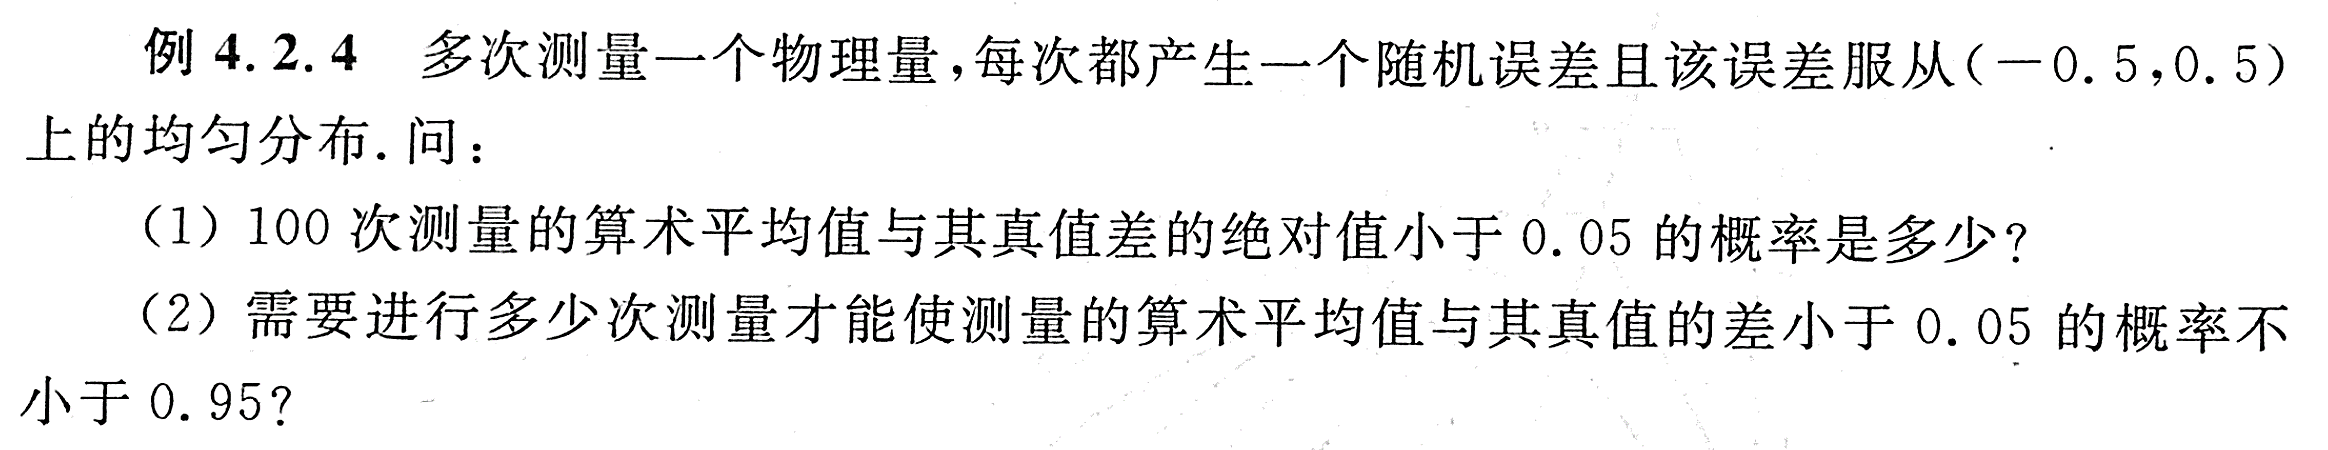 例 4.2.4 多次测量一个物理量,每次都产生一个随机误差且该误差服从(-0.5,0.5)
上的均匀分布.问:
(1) 100 次测量的算术平均值与其真值差的绝对值小于 0.05 的概率是多少?
(2) 需要进行多少次测量才能使测量的算术平均值与其真值的差小于 0.05 的概率不
小于 0.95?